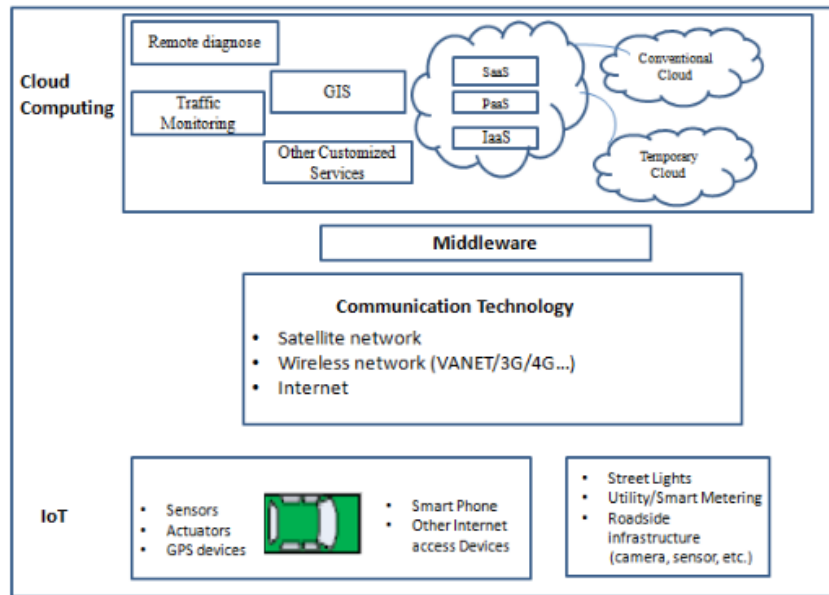 Cloud
Computing
Remote diagnose
Traffic
Monitoring
GIS
Other Customized
Services
SaaS
PaaS
IaaS
Conventional
Cloud
Temporary
Cloud
Middleware
Communication Technology
• Satellite network
• Wireless network (VANET/3G/4G...)
• Internet
IoT
• Sensors
• Actuators
• GPS devices
• Smart Phone
• Other Internet
access Devices
• Street Lights
• Utility/Smart Metering
• Roadside
infrastructure
(camera, sensor, etc.)